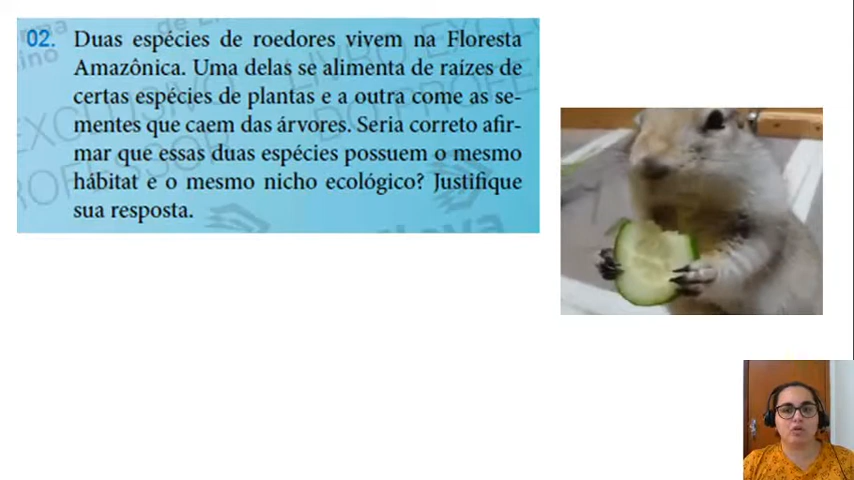 02. Duas espécies de roedores vivem na Floresta
Amazônica. Uma delas se alimenta de raízes de
certas espécies de plantas e a outra come as se-
mentes que caem das árvores. Seria correto afir-
mar que essas duas espécies possuem o mesmo
hábitat e o mesmo nicho ecológico? Justifique
sua resposta.